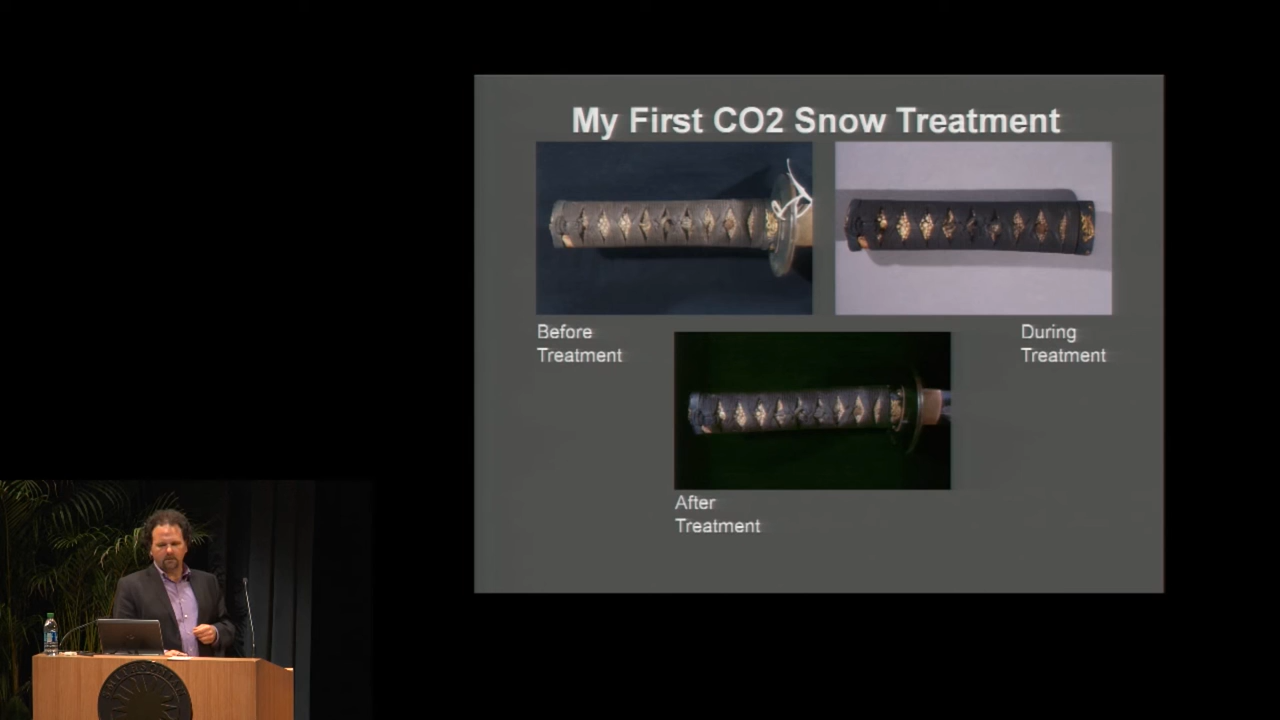 My First CO2 Snow Treatment
Before
Treatment
During
Treatment
After
Treatment